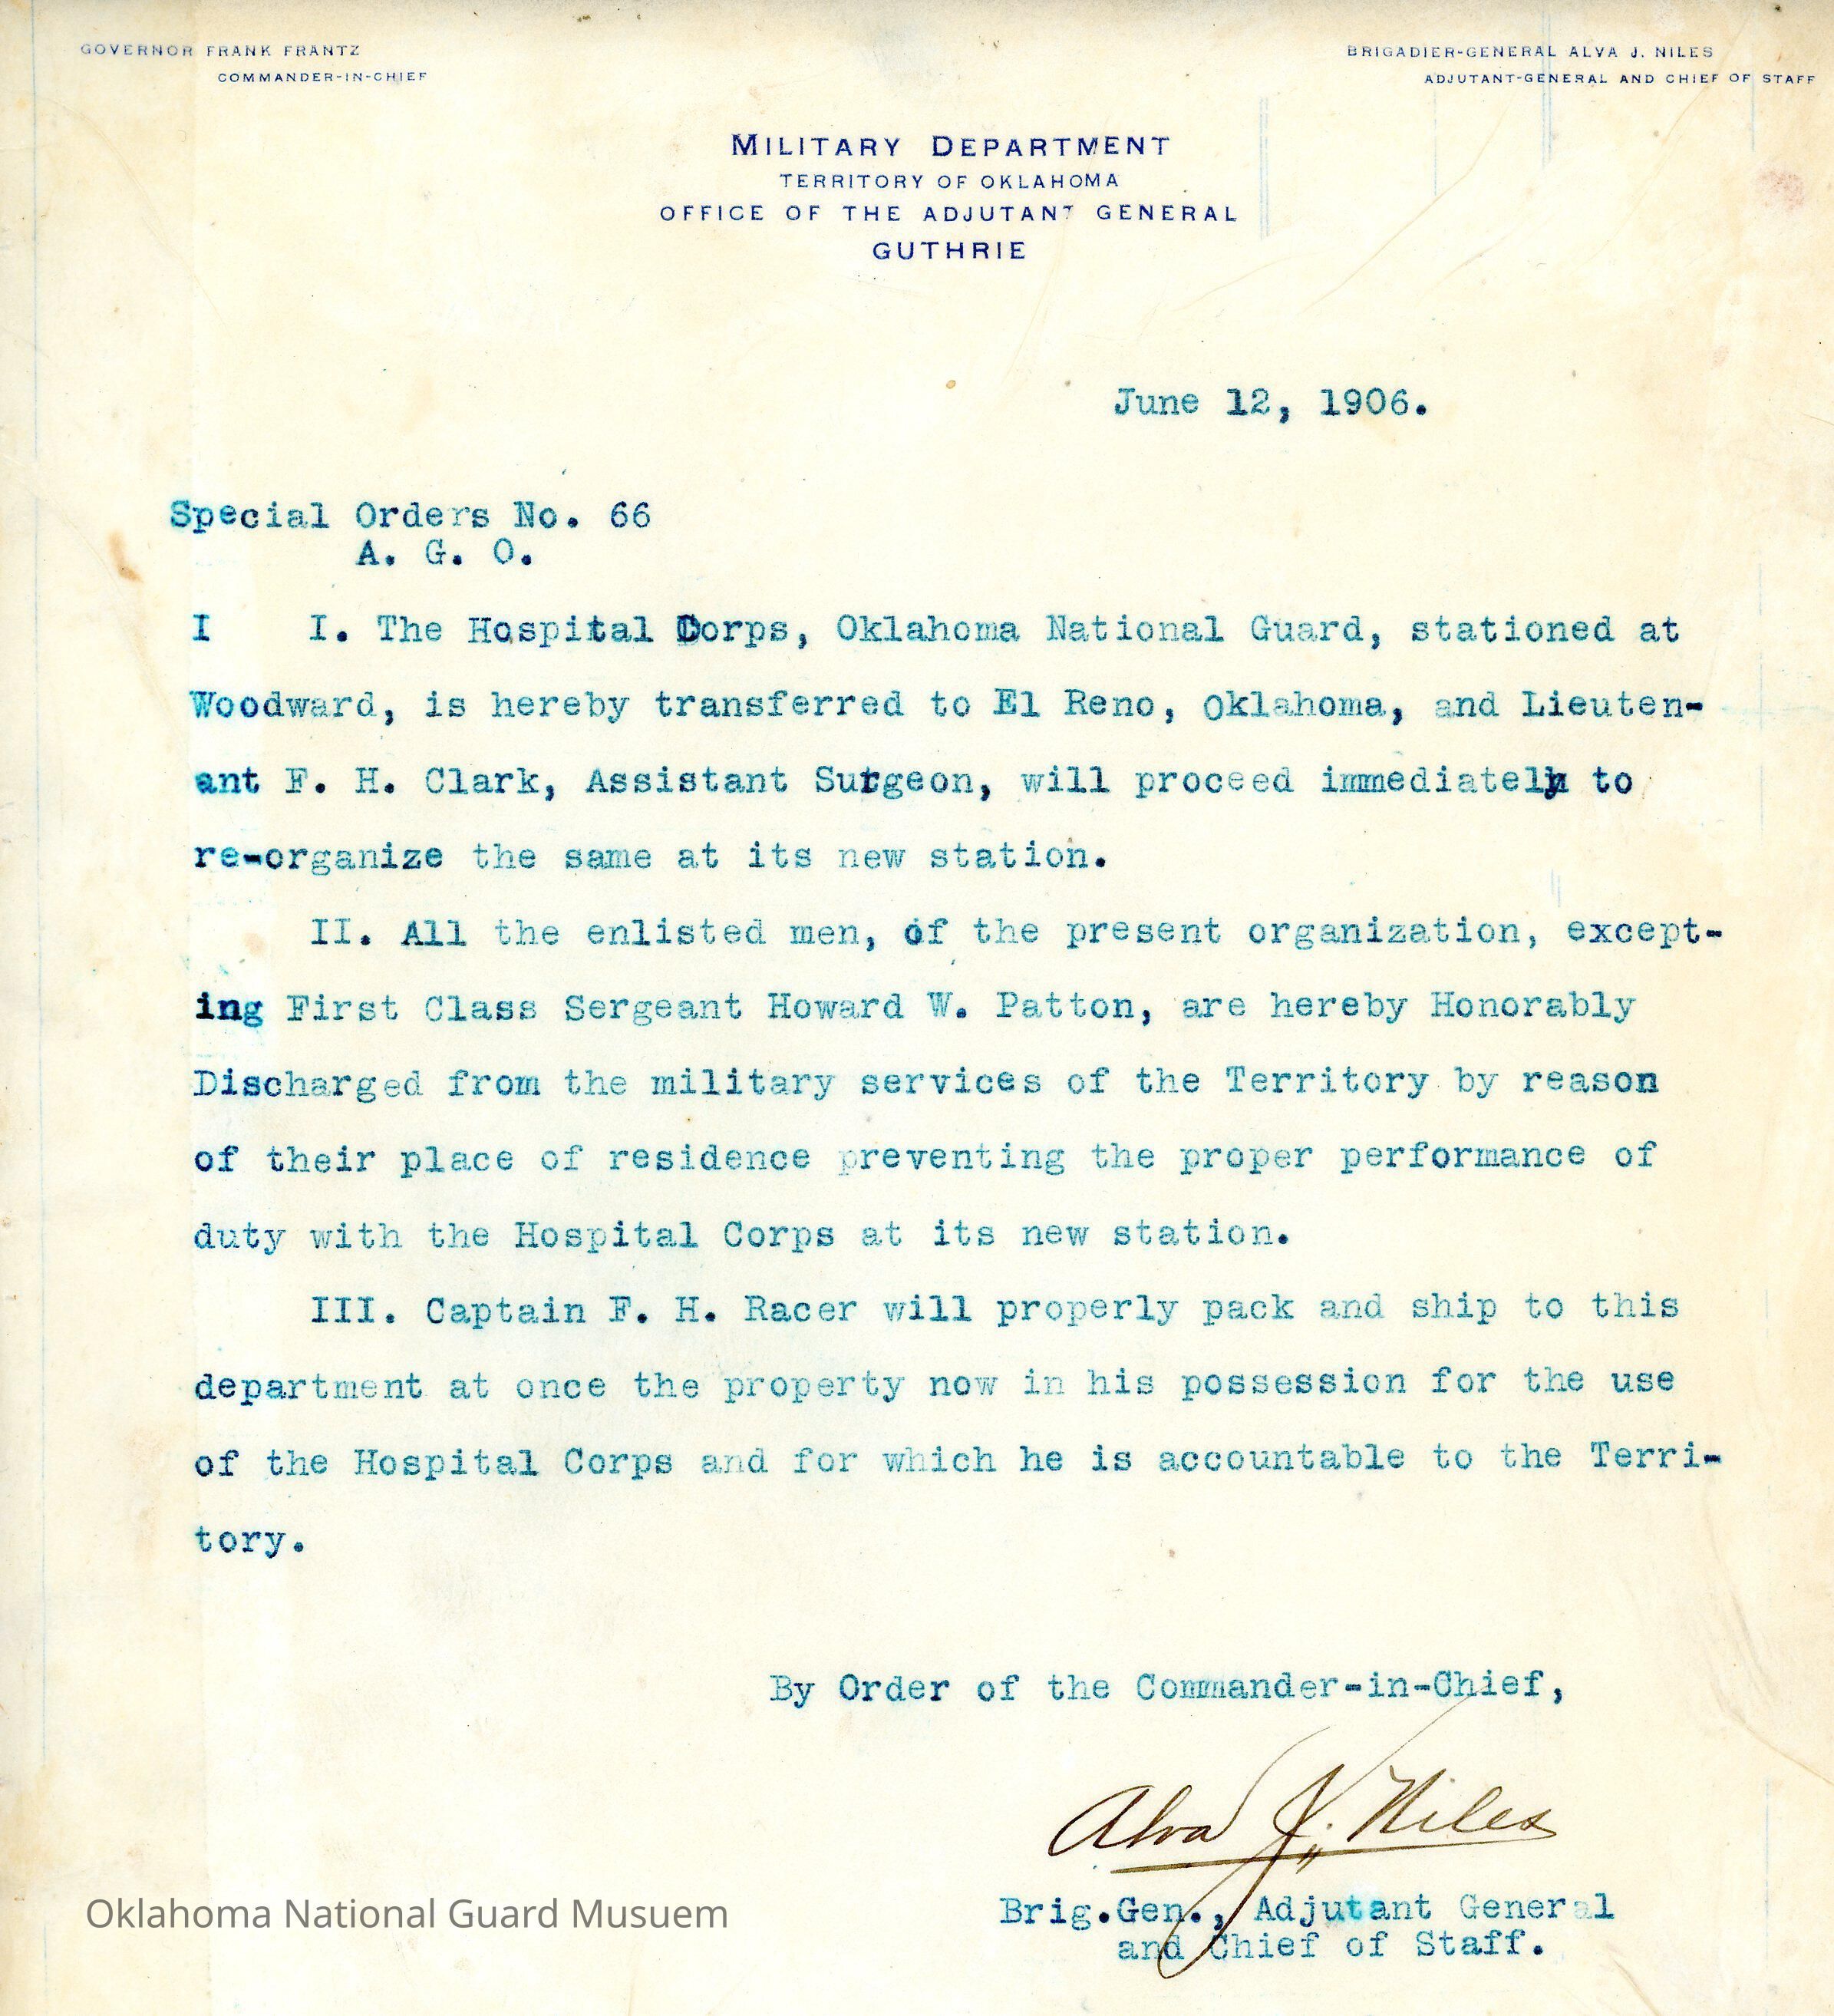 GOVERNOR FRANK FRANTZ
COMMANDER-IN-CHIEF
BRIGADIER-GENERAL ALVA J. NILES
ADJUTANT-GENERAL AND CHIEF OF STAFF
MILITARY DEPARTMENT
TERRITORY OF OKLAHOMA
OFFICE OF THE ADJUTANT GENERAL
GUTHRIE
June 12, 1906.
Special Orders No. 66
A. G. O.
I I. The Hospital Corps, Oklahoma National Guard, stationed at
Woodward, is hereby transferred to El Reno, Oklahoma, and Lieuten-
ant F. H. Clark, Assistant Surgeon, will proceed immediately to
re-organize the same at its new station.
II. All the enlisted men, of the present organization, except-
ing First Class Sergeant Howard W. Patton, are hereby Honorably
Discharged from the military services of the Territory by reason
of their place of residence preventing the proper performance of
duty with the Hospital Corps at its new station.
III. Captain F. H. Racer will properly pack and ship to this
department at once the property now in his possession for the use
of the Hospital Corps and for which he is accountable to the Terri-
tory.
By Order of the Commander-in-Chief,
Alva J. Niles
Brig.Gen., Adjutant General
and Chief of Staff.
Oklahoma National Guard Musuem